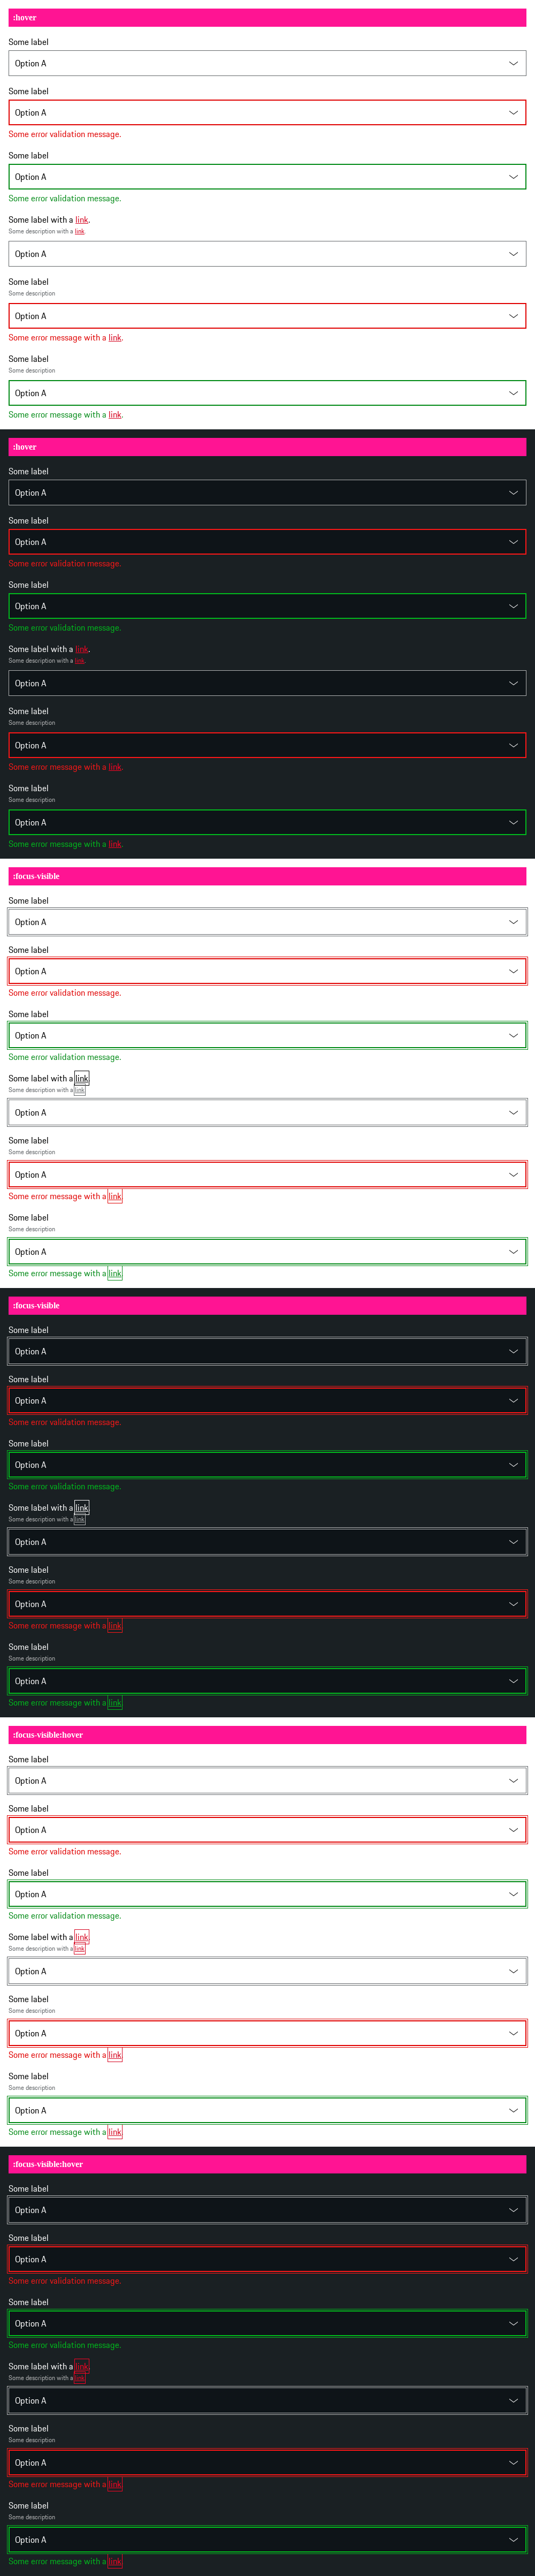 :hover
Some label
Option A
Some label
Option A
Some error validation message.
Some label
Option A
Some error validation message.
Some label with a link.
Some description with a link.
Option A
Some label
Some description
Option A
Some error message with a link.
Some label
Some description
Option A
Some error message with a link.
:hover
Some label
Option A
Some label
Option A
Some error validation message.
Some label
Option A
Some error validation message.
Some label with a link.
Some description with a link.
Option A
Some label
Some description
Option A
Some error message with a link.
Some label
Some description
Option A
Some error message with a link.
:focus-visible
Some label
Option A
Some label
Option A
Some error validation message.
Some label
Option A
Some error validation message.
Some label with a link
Some description with a link
Option A
Some label
Some description
Option A
Some error message with a link
Some label
Some description
Option A
Some error message with a link
:focus-visible
Some label
Option A
Some label
Option A
Some error validation message.
Some label
Option A
Some error validation message.
Some label with a link
Some description with a link
Option A
Some label
Some description
Option A
Some error message with a link
Some label
Some description
Option A
Some error message with a link
:focus-visible:hover
Some label
Option A
Some label
Option A
Some error validation message.
Some label
Option A
Some error validation message.
Some label with a link
Some description with a link
Option A
Some label
Some description
Option A
Some error message with a link
Some label
Some description
Option A
Some error message with a link
:focus-visible:hover
Some label
Option A
Some label
Option A
Some error validation message.
Some label
Option A
Some error validation message.
Some label with a link
Some description with a link
Option A
Some label
Some description
Option A
Some error message with a link
Some label
Some description
Option A
Some error message with a link